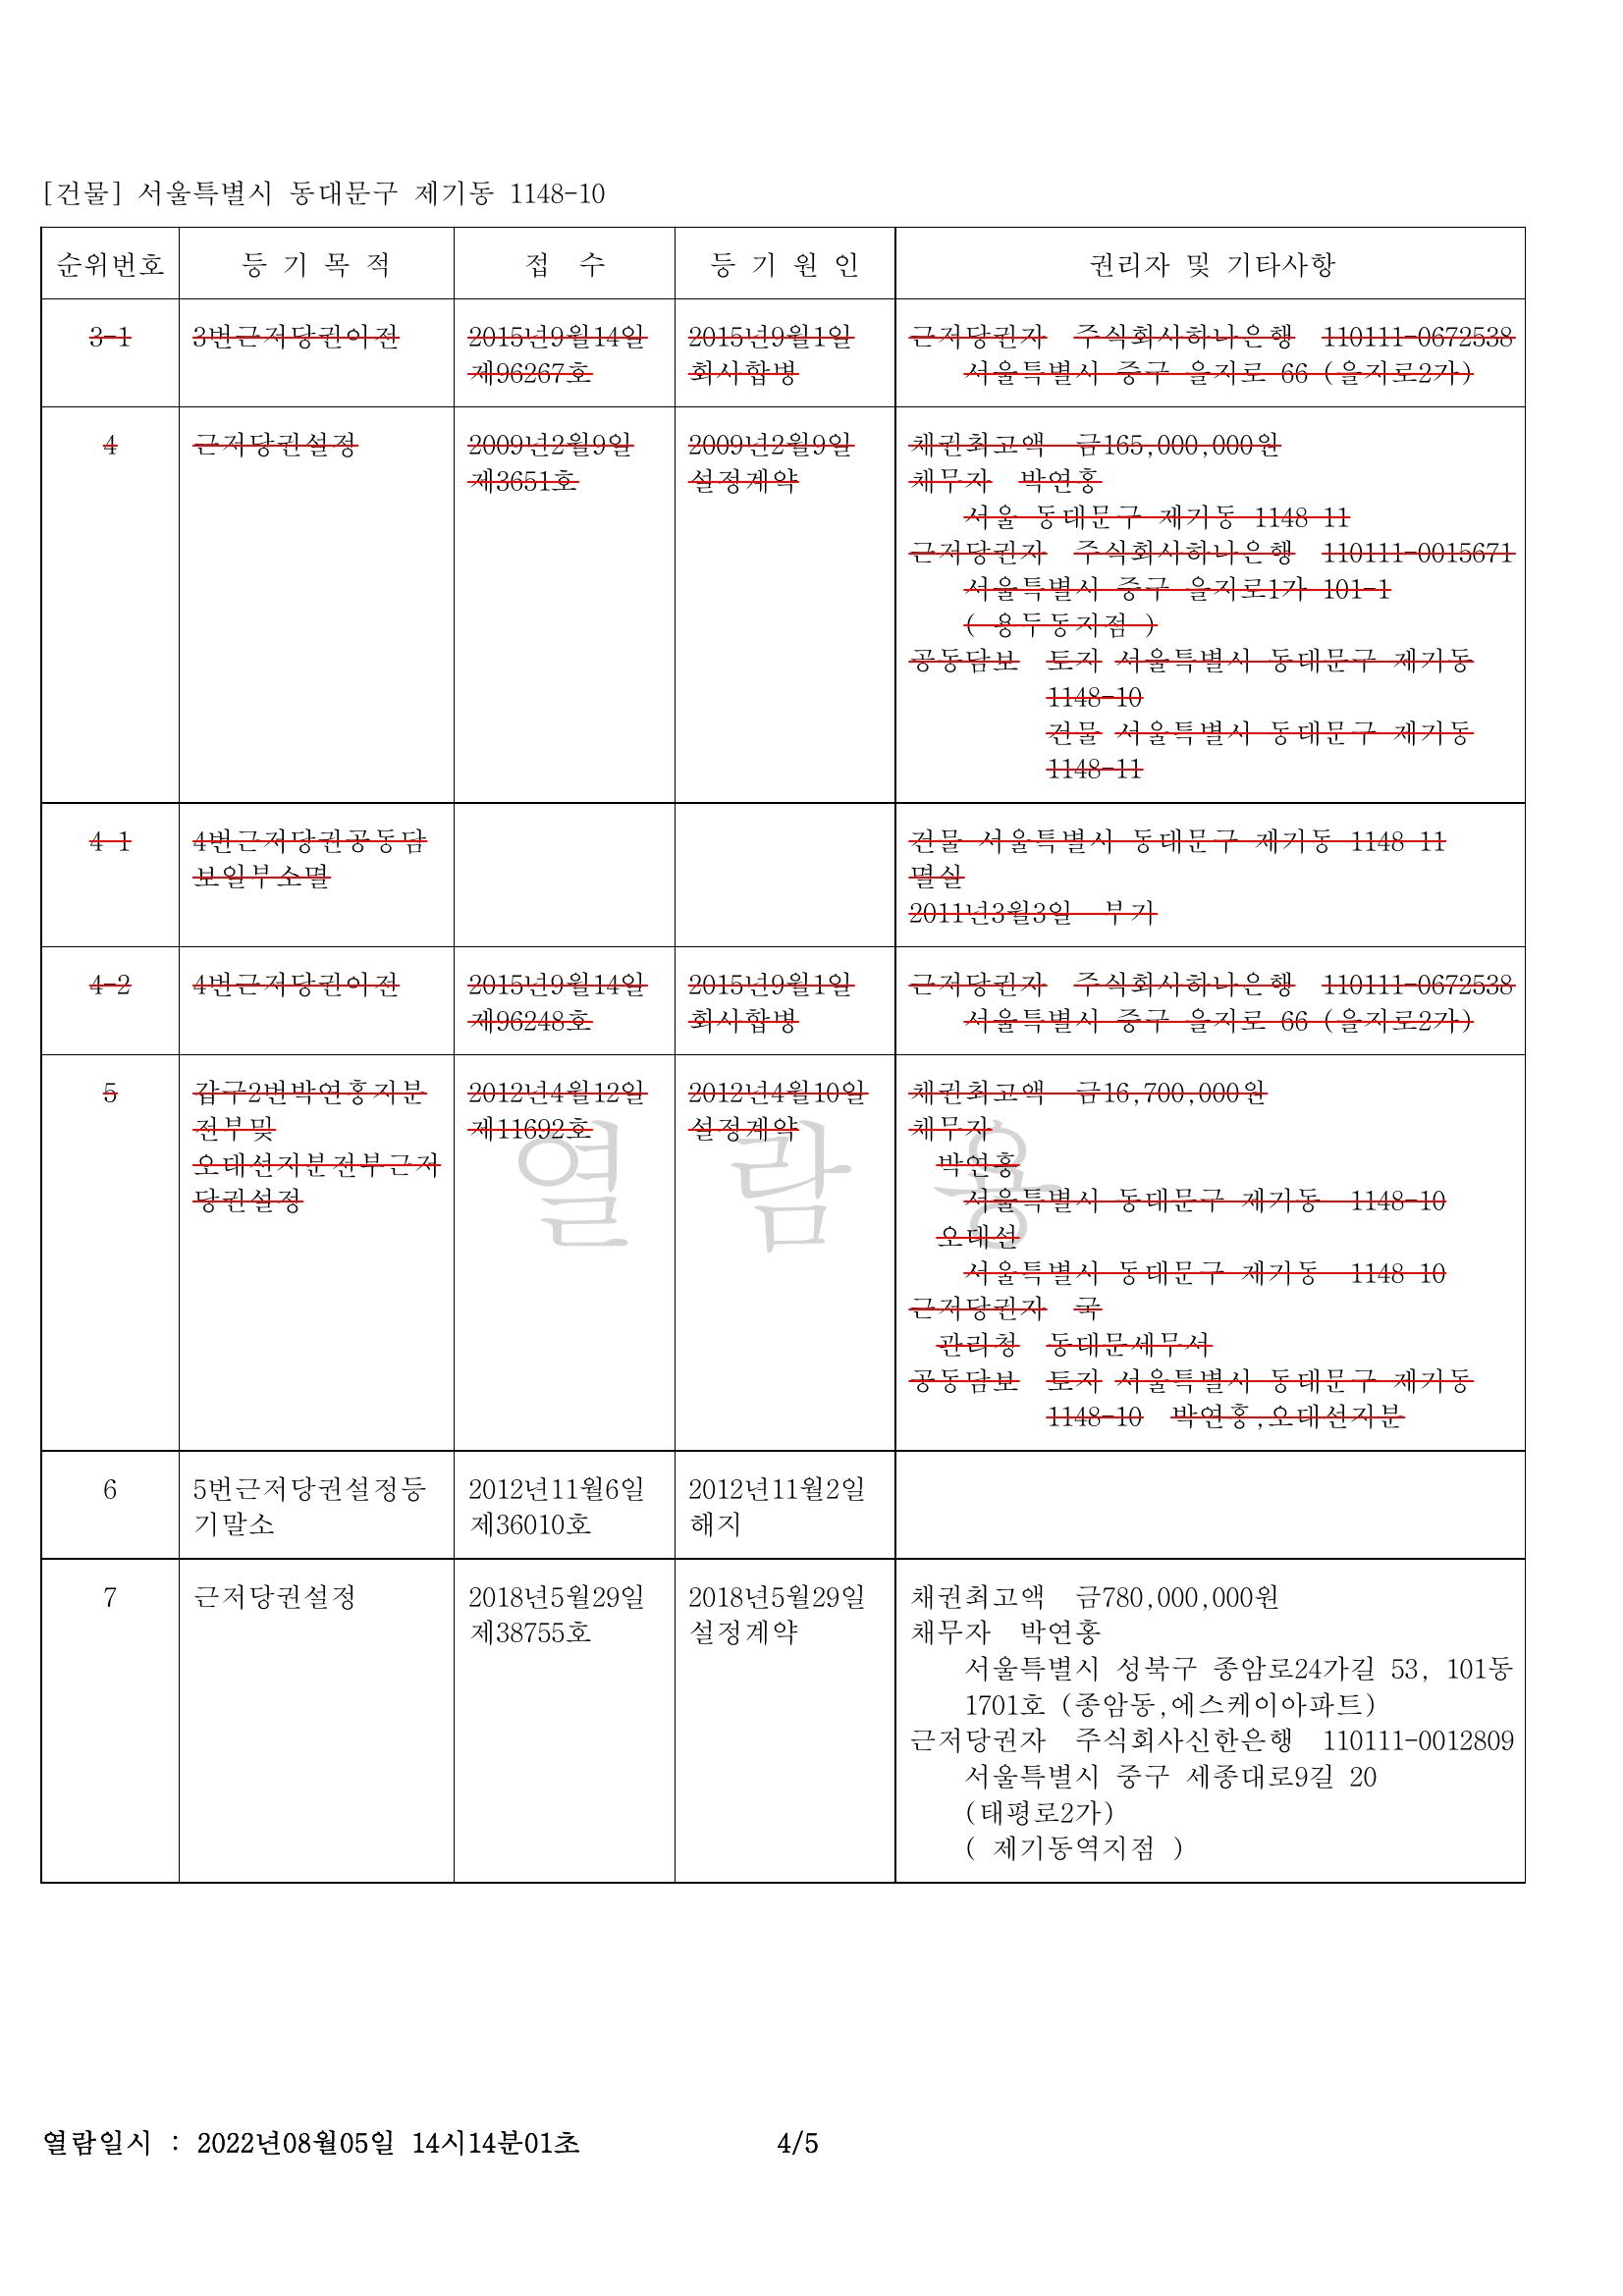 [건물] 서울특별시 동대문구 제기동 1148-10
순위번호 등 기 목 적 접 수 등 기 원 인 권리자 및 기타사항
3-1 3번근저당권이전 2015년9월14일 2015년9월1일 근저당권자 주식회사하나은행 110111-0672538
제96267호 회사합병 서울특별시 중구 을지로 66 (을지로2가)
4 근저당권설정 2009년2월9일 2009년2월9일 채권최고액 금165,000,000원
제3651호 설정계약 채무자 박연홍
서울 동대문구 제기동 1148-11
근저당권자 주식회사하나은행 110111-0015671
서울특별시 중구 을지로1가 101-1
( 용두동지점 )
공동담보 토지 서울특별시 동대문구 제기동
1148-10
건물 서울특별시 동대문구 제기동
1148-11
4-1 4번근저당권공동담 건물 서울특별시 동대문구 제기동 1148-11
보일부소멸 멸실
2011년3월3일 부기
4-2 4번근저당권이전 2015년9월14일 2015년9월1일 근저당권자 주식회사하나은행 110111-0672538
제96248호 회사합병 서울특별시 중구 을지로 66 (을지로2가)
5 갑구2번박연홍지분 2012년4월12일 2012년4월10일 채권최고액 금16,700,000원
전부및 제11692호 설정계약 채무자
오대선지분전부근저 박연홍
당권설정 서울특별시 동대문구 제기동 1148-10
오대선
서울특별시 동대문구 제기동 1148-10
근저당권자 국
관리청 동대문세무서
공동담보 토지 서울특별시 동대문구 제기동
1148-10 박연홍,오대선지분
열 람 용
6 5번근저당권설정등 2012년11월6일 2012년11월2일
기말소 제36010호 해지
7 근저당권설정 2018년5월29일 2018년5월29일 채권최고액 금780,000,000원
제38755호 설정계약 채무자 박연홍
서울특별시 성북구 종암로24가길 53, 101동
1701호 (종암동,에스케이아파트)
근저당권자 주식회사신한은행 110111-0012809
서울특별시 중구 세종대로9길 20
(태평로2가)
( 제기동역지점 )
열람일시 : 2022년08월05일 14시14분01초 4/5